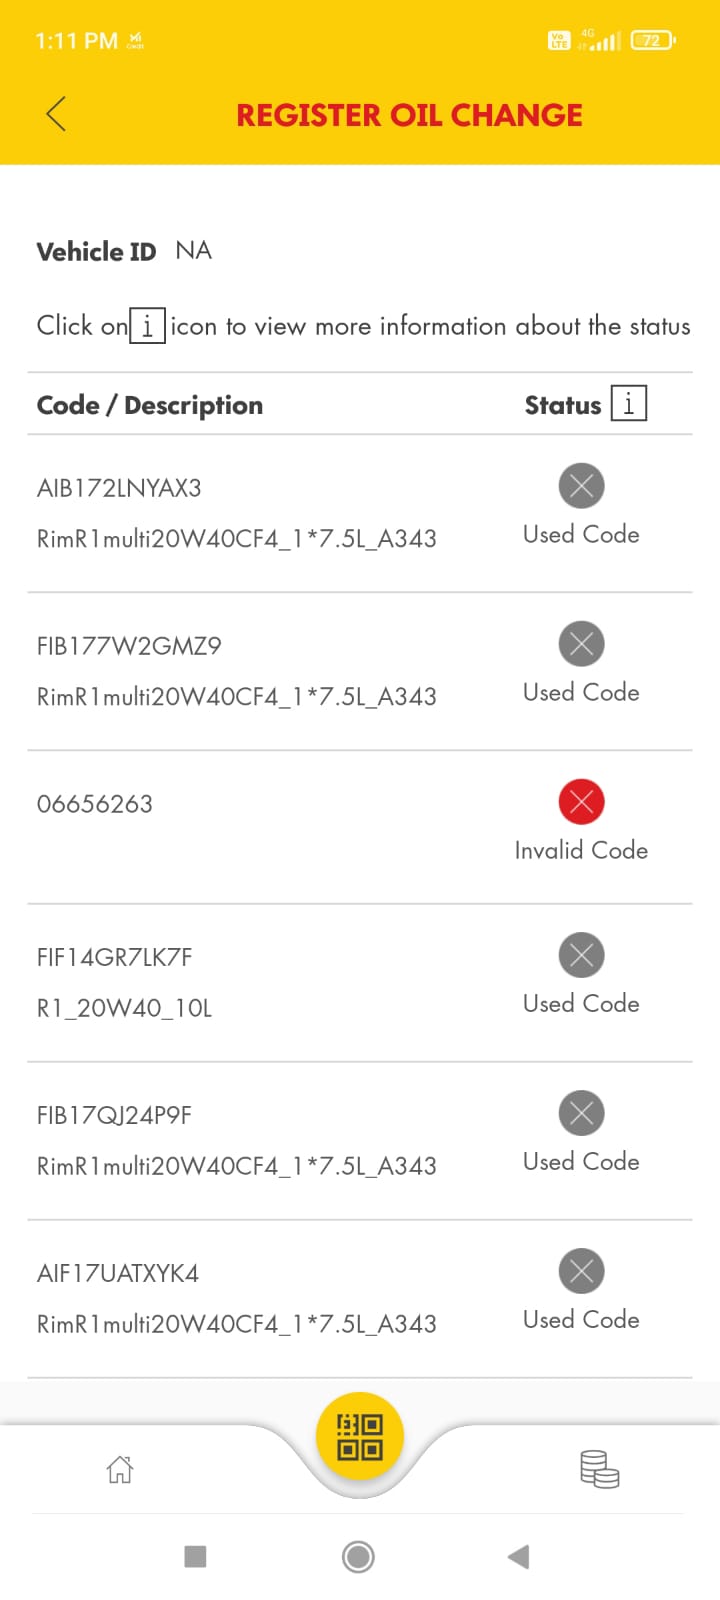 1:11 PM
Vo LTE 4G 72
REGISTER OIL CHANGE
Vehicle ID NA
Click on i icon to view more information about the status
Code / Description Status i
AIB172LNYAX3
RimR1multi20W40CF4_1*7.5L_A343 Used Code
FIB177W2GMZ9
RimR1multi20W40CF4_1*7.5L_A343 Used Code
06656263
Invalid Code
FIF14GR7LK7F
R1_20W40_10L Used Code
FIB17QJ24P9F
RimR1multi20W40CF4_1*7.5L_A343 Used Code
AIF17UATXYK4
RimR1multi20W40CF4_1*7.5L_A343 Used Code